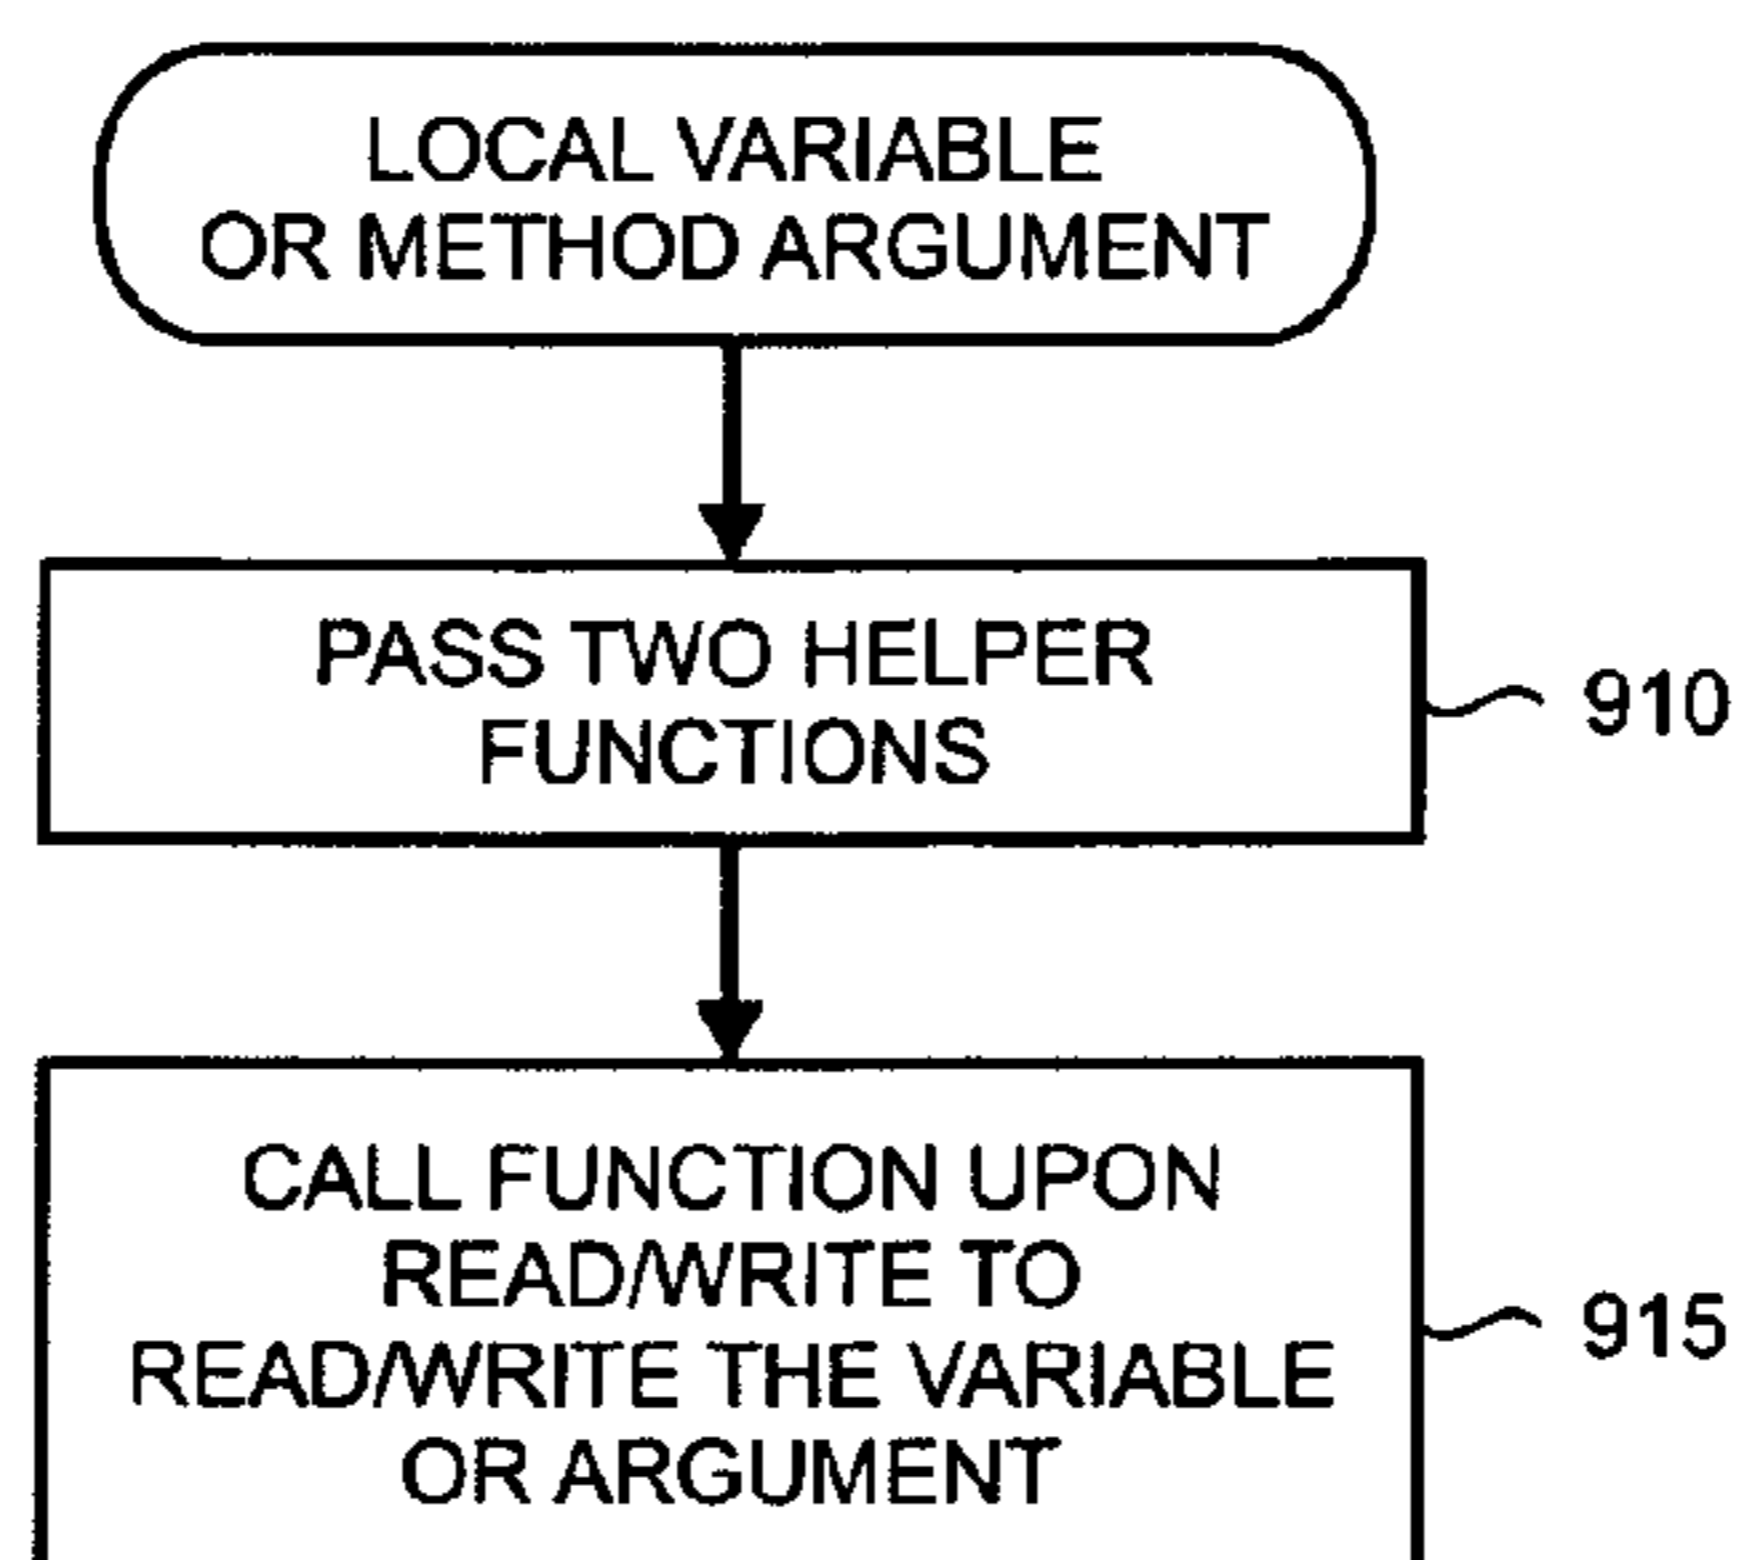 LOCAL VARIABLE
OR METHOD ARGUMENT
PASS TWO HELPER
FUNCTIONS
910
CALL FUNCTION UPON
READ/WRITE TO
READ/WRITE THE VARIABLE
OR ARGUMENT
915